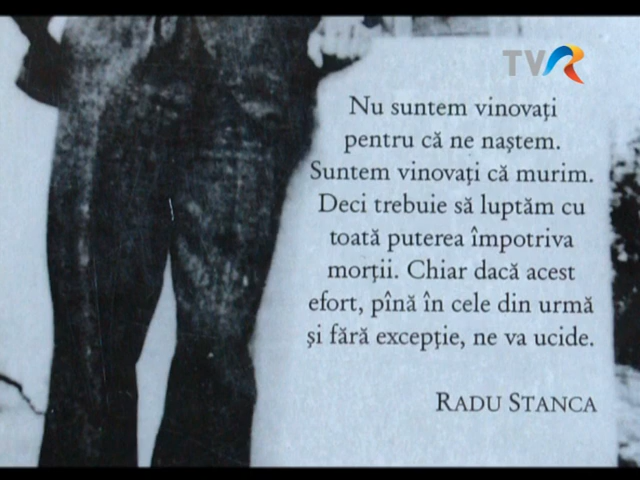 TVR
Nu suntem vinovați
pentru că ne naștem.
Suntem vinovați că murim.
Deci trebuie să luptăm cu
toată puterea împotriva
morții. Chiar dacă acest
efort, pînă în cele din urmă
și fără excepție, ne va ucide.
RADU STANCA